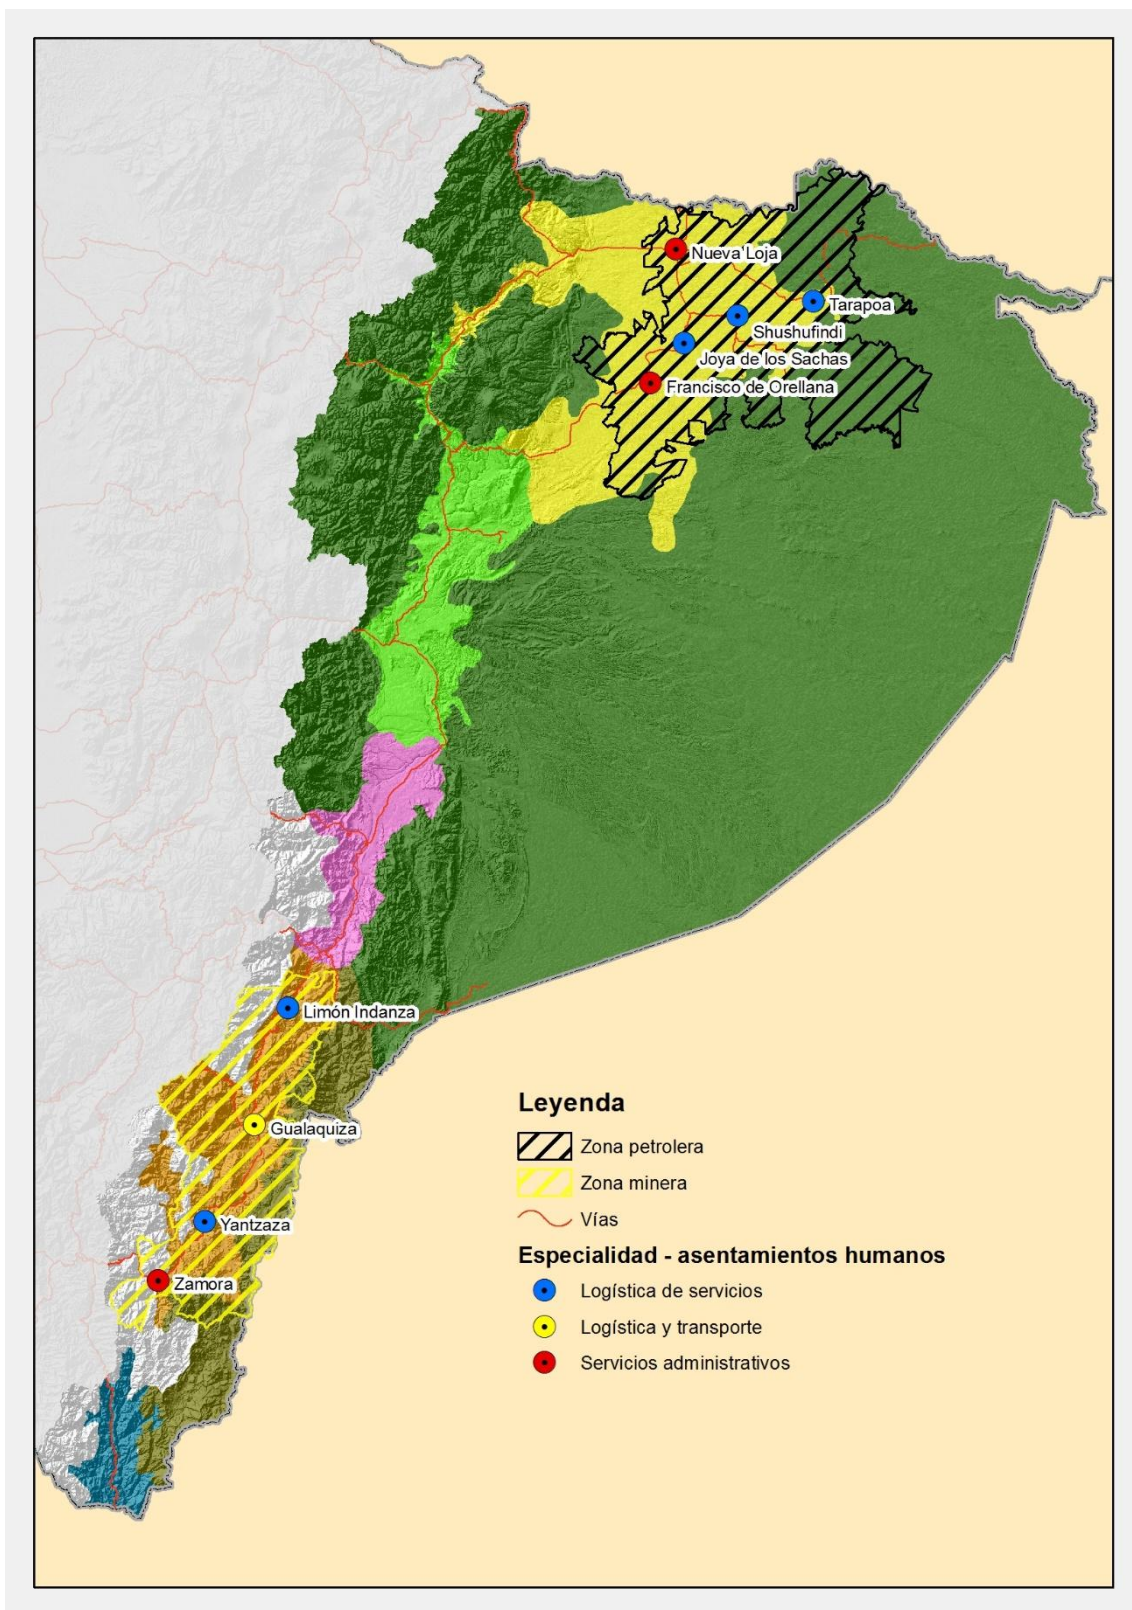 Nueva Loja
Tarapoa
Shushufindi
Joya de los Sachas
Francisco de Orellana
Limón Indanza
Gualaquiza
Yantzaza
Zamora
Leyenda
Zona petrolera
Zona minera
Vías
Especialidad - asentamientos humanos
Logística de servicios
Logística y transporte
Servicios administrativos